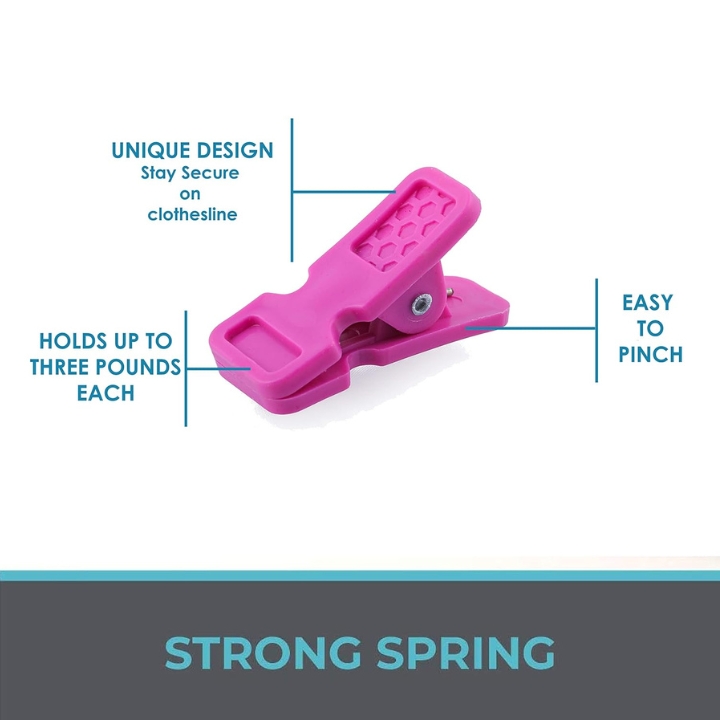 UNIQUE DESIGN
Stay Secure
on
clothesline
HOLDS UP TO
THREE POUNDS
EACH
EASY
TO
PINCH
STRONG SPRING